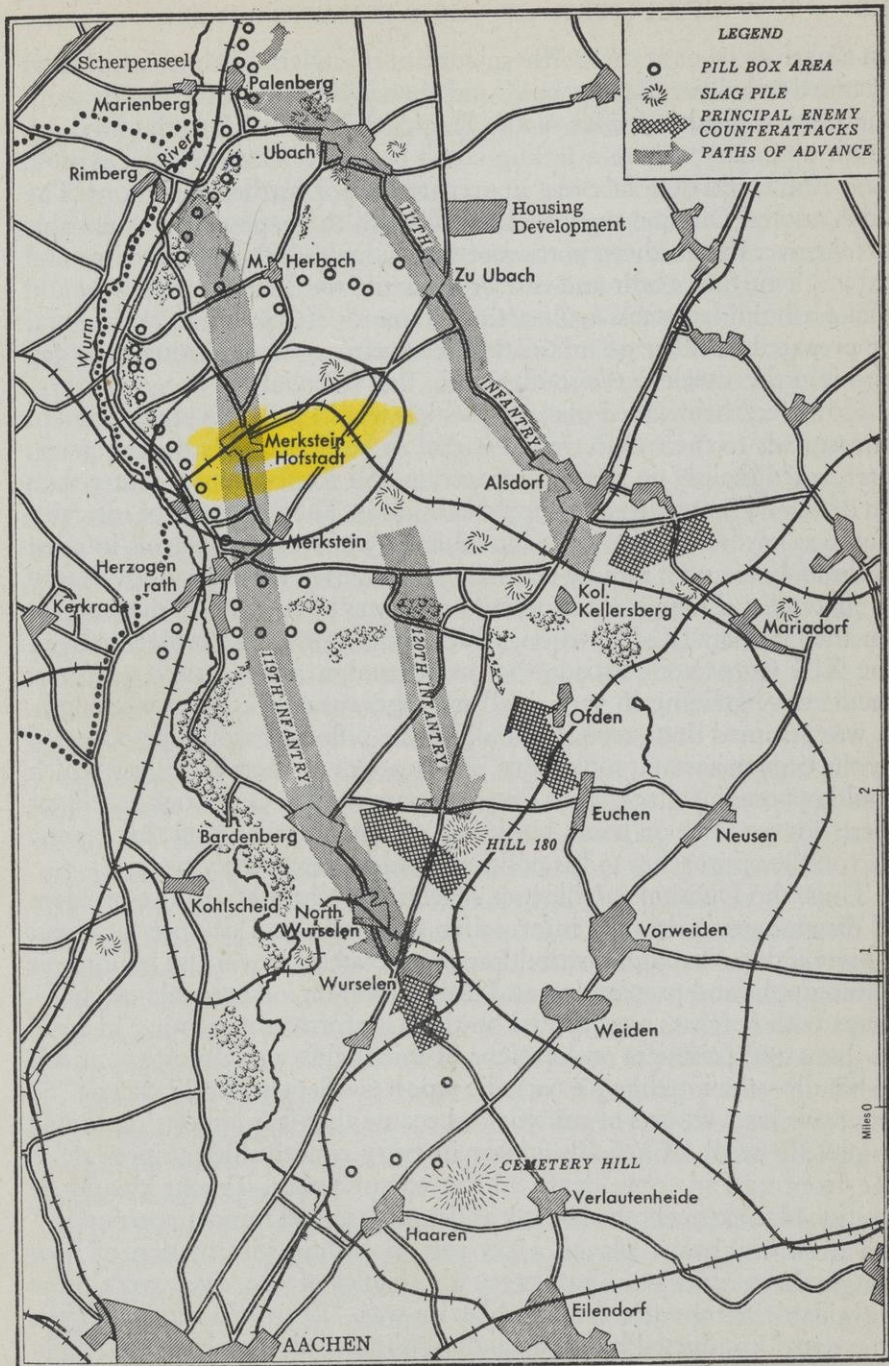 LEGEND
PILL BOX AREA
SLAG PILE
PRINCIPAL ENEMY
COUNTERATTACKS
PATHS OF ADVANCE
Scherpenseel
Palenberg
Marienberg
River
Ubach
Rimberg
117TH
INFANTRY
Housing
Development
M. Herbach
Zu Ubach
Wurm
Merkstein
Hofstadt
Alsdorf
Merkstein
Herzogen
rath
Kerkrade
Kol.
Kellersberg
Mariadorf
119TH INFANTRY
120TH INFANTRY
Ofden
2
Bardenberg
HILL 180
Euchen
Neusen
Kohlscheid
North
Wurselen
Vorweiden
1
Wurselen
Weiden
Miles 0
CEMETERY HILL
Verlautenheide
Haaren
Eilendorf
AACHEN